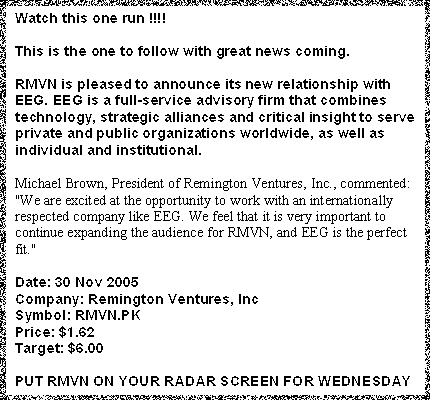 Watch this one run !!!!
This is the one to follow with great news coming.
RMVN is pleased to announce its new relationship with
EEG. EEG is a full-service advisory firm that combines
technology, strategic alliances and critical insight to serve
private and public organizations worldwide, as well as
individual and institutional.
Michael Brown, President of Remington Ventures, Inc., commented:
"We are excited at the opportunity to work with an internationally
respected company like EEG. We feel that it is very important to
continue expanding the audience for RMVN, and EEG is the perfect
fit."
Date: 30 Nov 2005
Company: Remington Ventures, Inc
Symbol: RMVN.PK
Price: $1.62
Target: $6.00
PUT RMVN ON YOUR RADAR SCREEN FOR WEDNESDAY